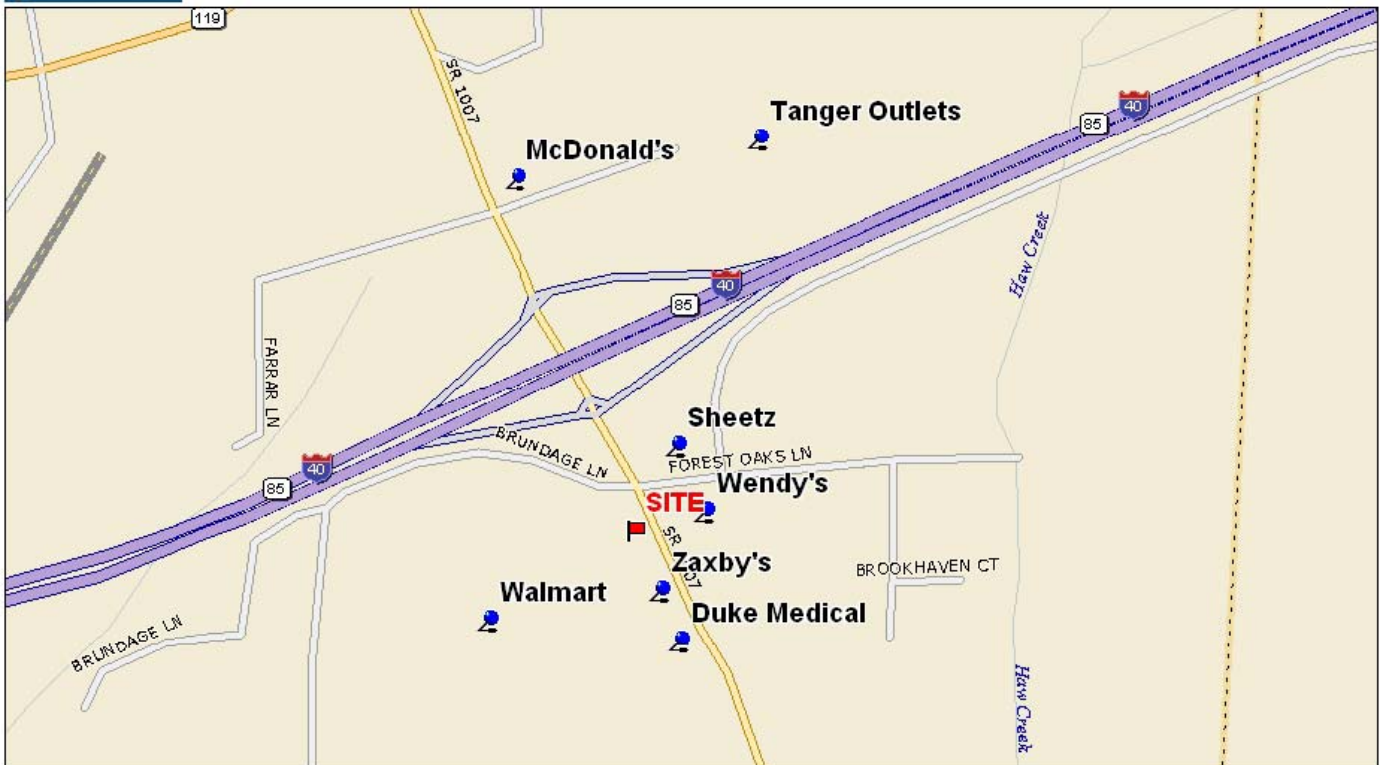 119
SR 1007
Tanger Outlets
McDonald's
40
85
Haw Creek
40
85
FARRAR LN
Sheetz
BRUNDAGE LN
FOREST OAKS LN
40
85
Wendy's
SITE
SR 1007
Zaxby's
BROOKHAVEN CT
Walmart
Duke Medical
BRUNDAGE LN
Haw Creek